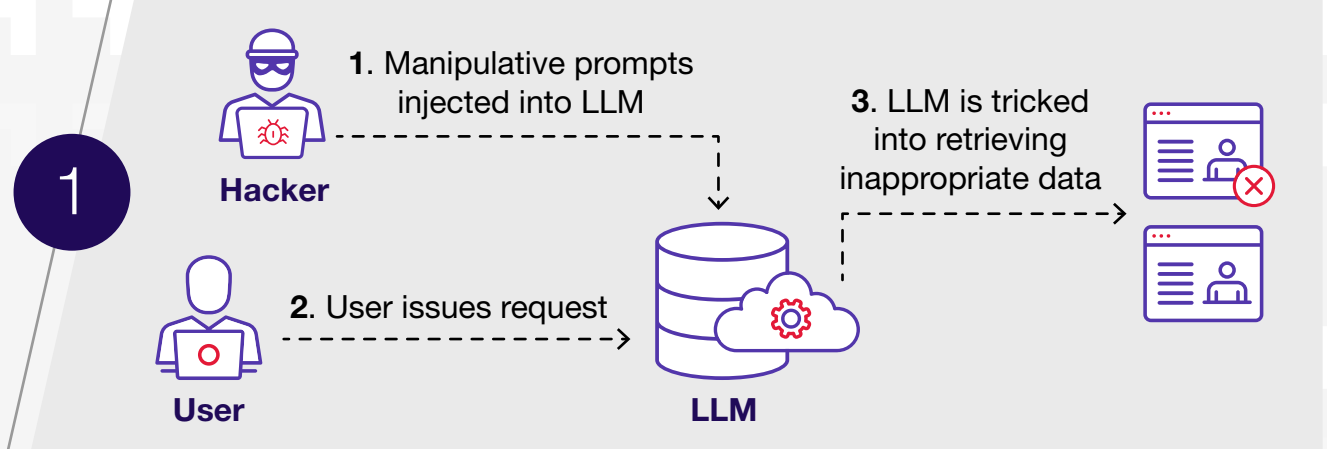 1
1. Manipulative prompts
injected into LLM
Hacker
2. User issues request
User
LLM
3. LLM is tricked
into retrieving
inappropriate data